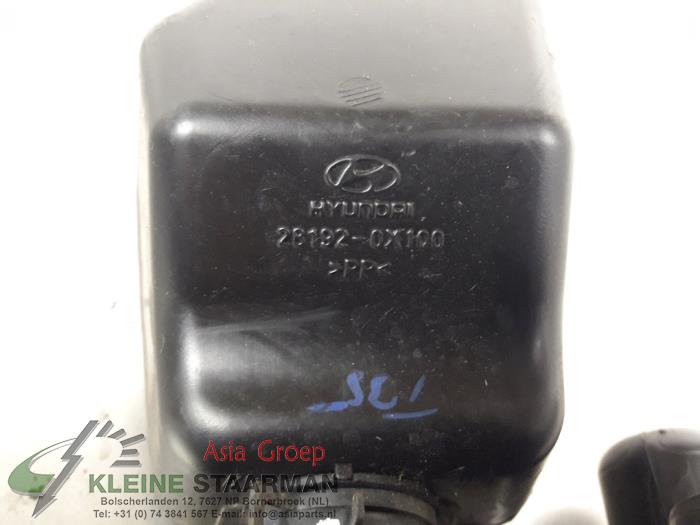 HYUNDAI
28192-0X100
>PP<
Asia Groep
KLEINE STAARMAN
Bolscherlanden 12, 7627 NP Bornerbroek (NL)
Tel: +31 (0) 74 3841 567 E-mail: info@asiaparts.nl